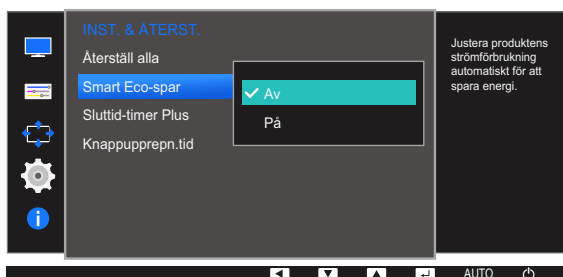 INST. & ÅTERST.
Återställ alla
Smart Eco-spar
Sluttid-timer Plus
Knappupprepn.tid
Av
På
Justera produktens
strömförbrukning
automatiskt för att
spara energi.
AUTO